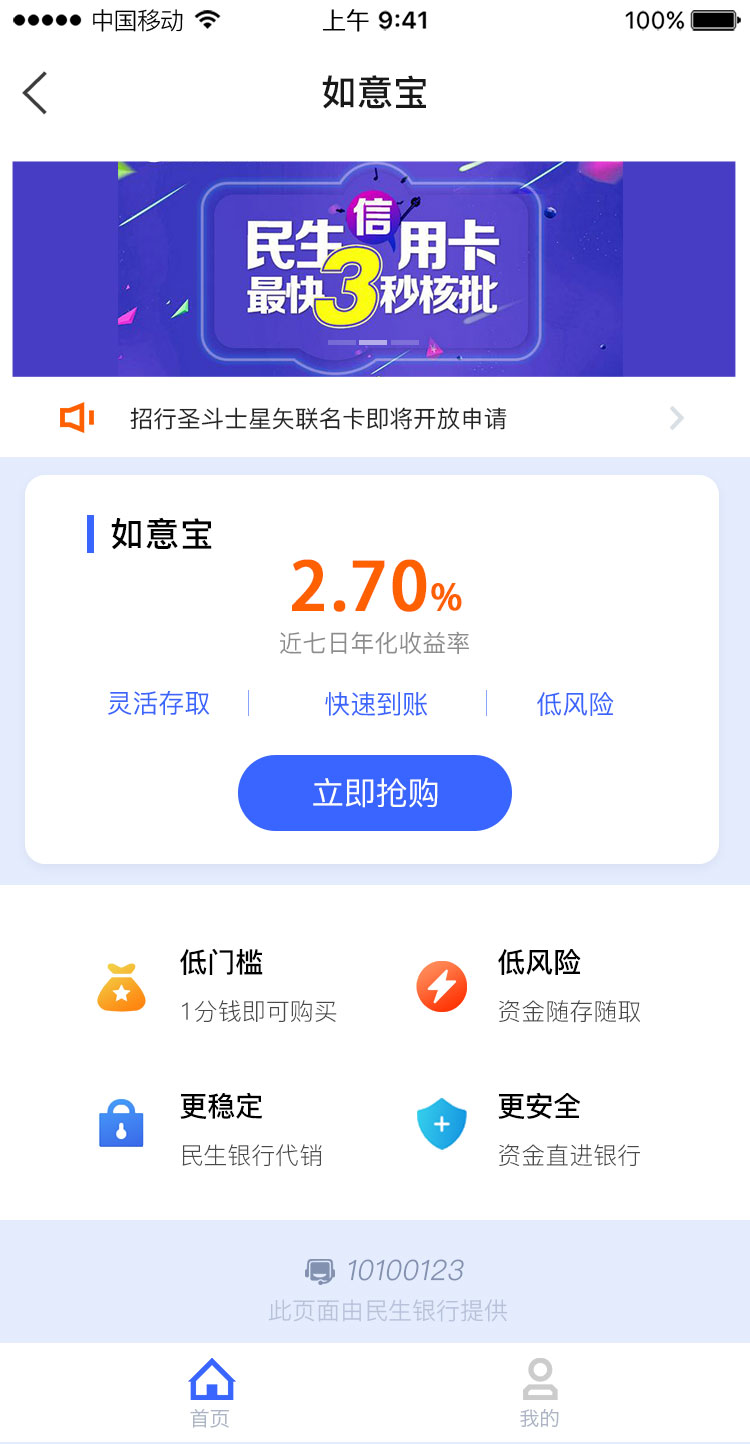 中国移动 上午 9:41 100%
如意宝
民生信用卡
最快3秒核批
招行圣斗士星矢联名卡即将开放申请
如意宝
2.70%
近七日年化收益率
灵活存取 快速到账 低风险
立即抢购
低门槛 低风险
1分钱即可购买 资金随存随取
更稳定 更安全
民生银行代销 资金直进银行
10100123
此页面由民生银行提供
首页 我的